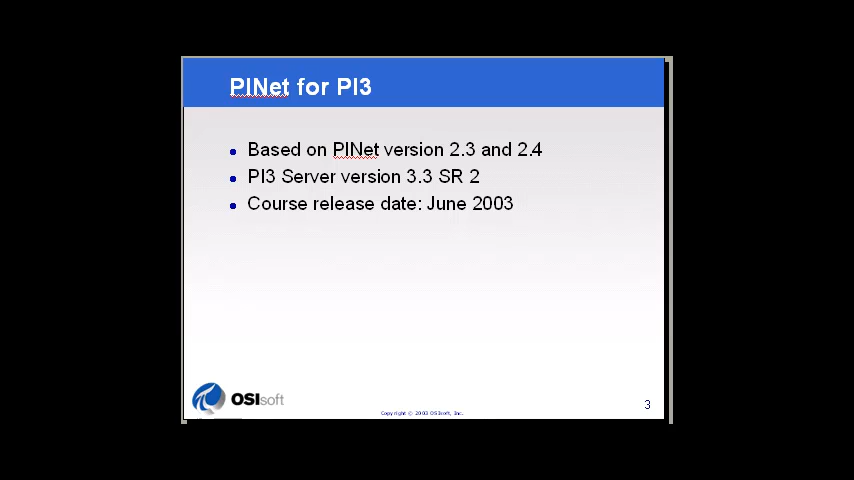 PINet for PI3
Based on PINet version 2.3 and 2.4
PI3 Server version 3.3 SR 2
Course release date: June 2003
OSIsoft
Copyright © 2003 OSIsoft, Inc.
3